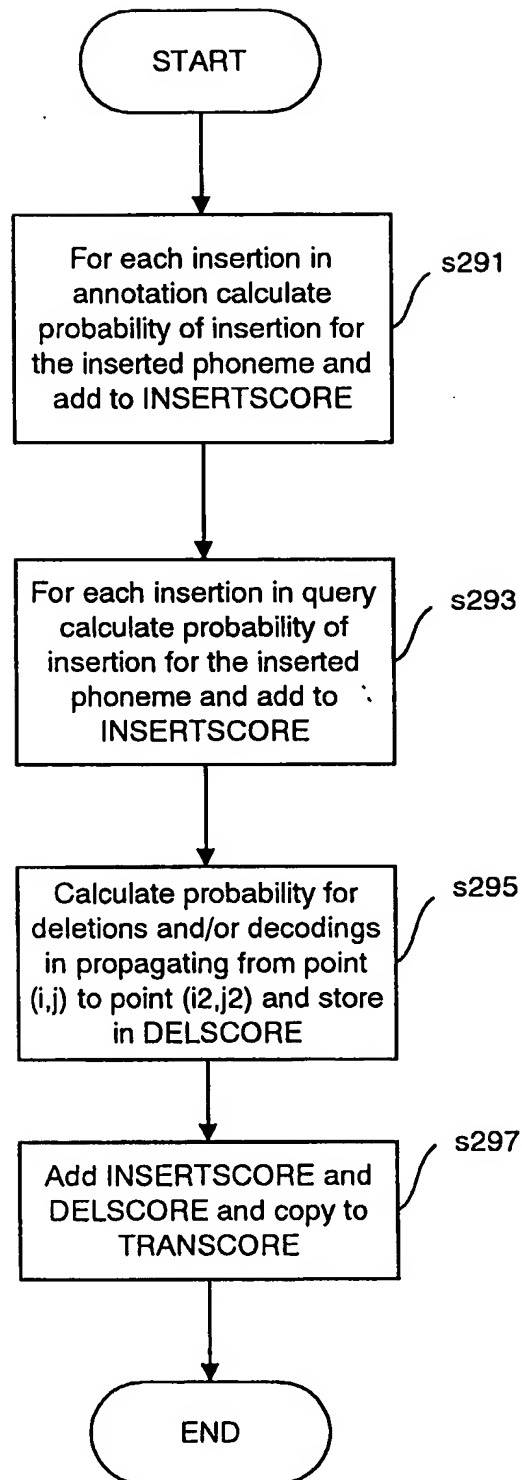 START
For each insertion in
annotation calculate
probability of insertion for
the inserted phoneme and
add to INSERTSCORE
s291
For each insertion in query
calculate probability of
insertion for the inserted
phoneme and add to
INSERTSCORE
s293
Calculate probability for
deletions and/or decodings
in propagating from point
(i,j) to point (i2,j2) and store
in DELSCORE
s295
Add INSERTSCORE and
DELSCORE and copy to
TRANSCORE
s297
END